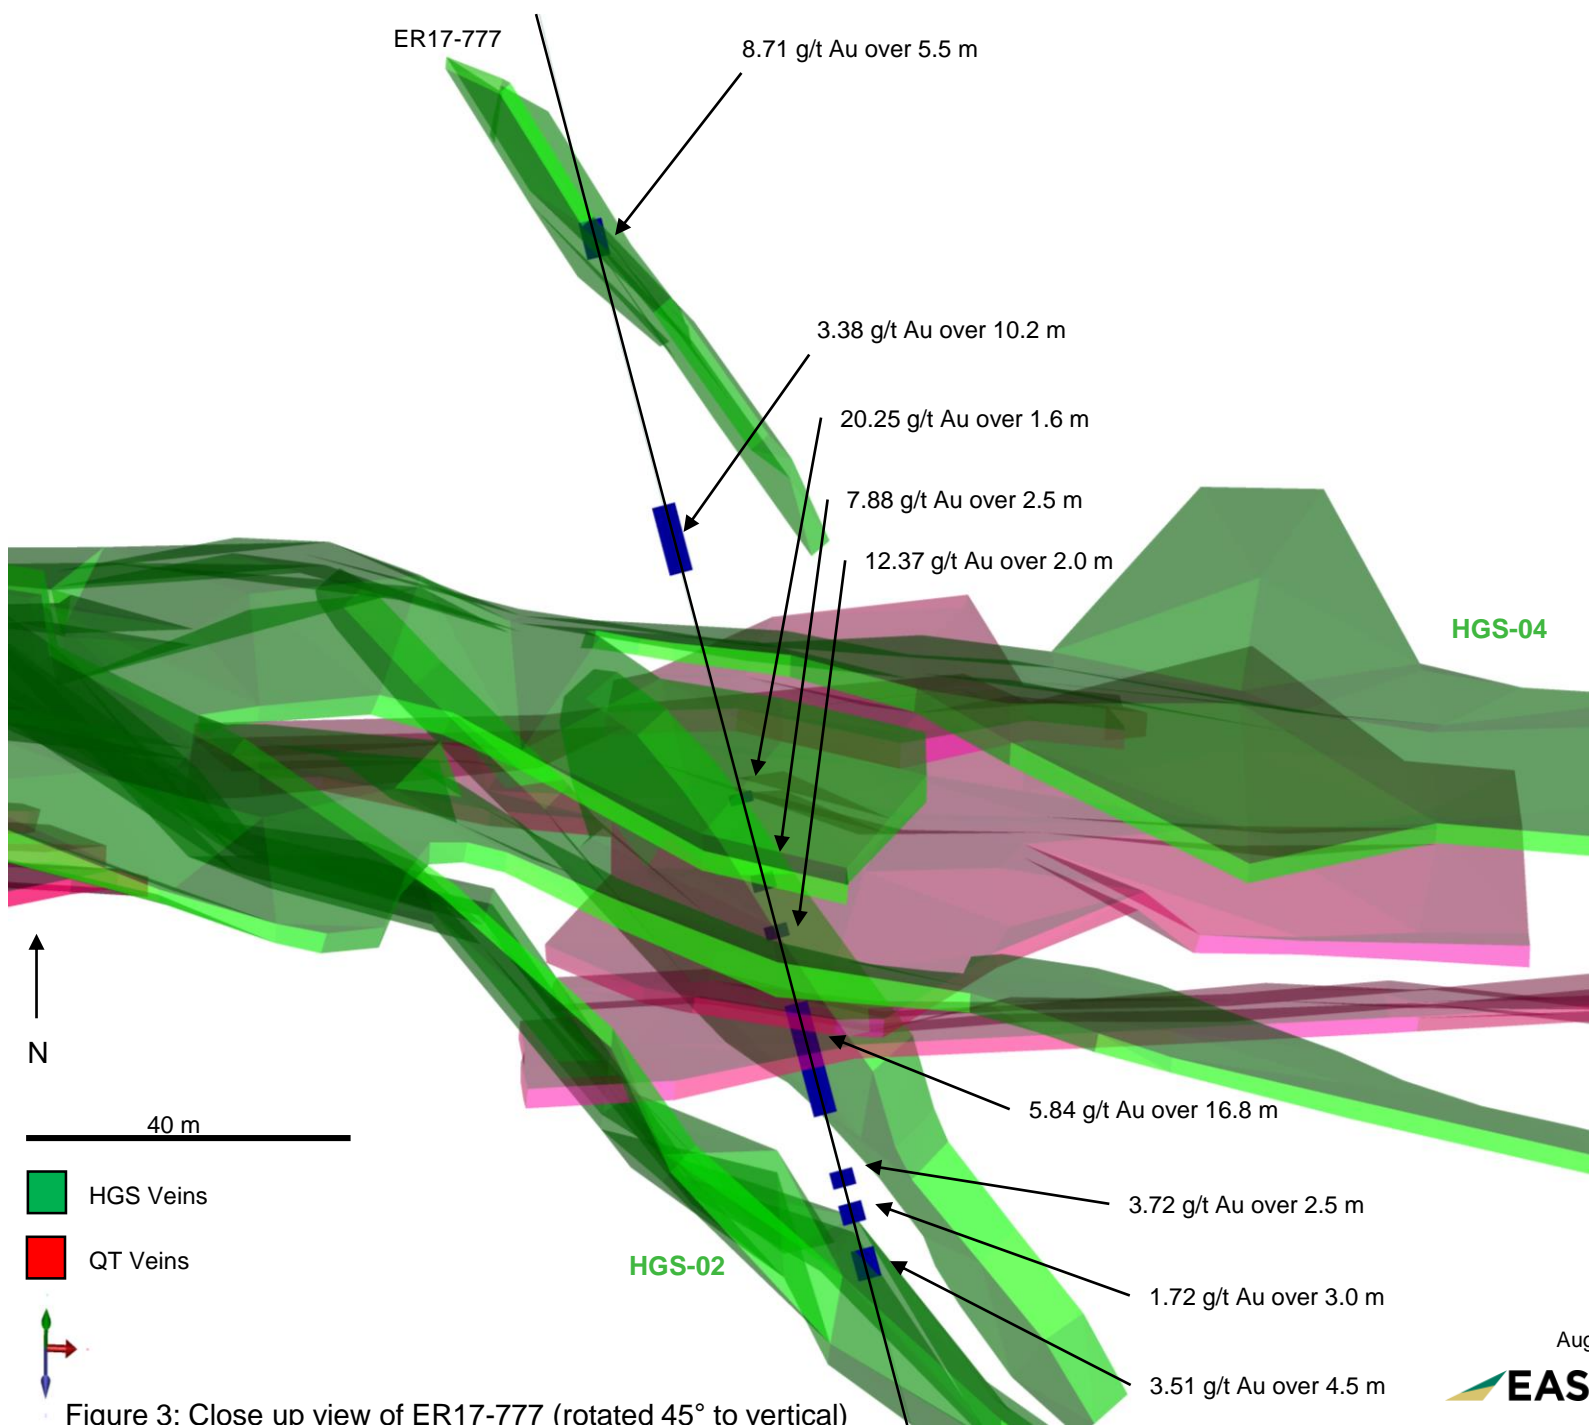 ER17-777
8.71 g/t Au over 5.5 m
3.38 g/t Au over 10.2 m
20.25 g/t Au over 1.6 m
7.88 g/t Au over 2.5 m
12.37 g/t Au over 2.0 m
HGS-04
N
40 m
5.84 g/t Au over 16.8 m
HGS Veins
3.72 g/t Au over 2.5 m
QT Veins
HGS-02
1.72 g/t Au over 3.0 m
Aug
3.51 g/t Au over 4.5 m
EAS
Figure 3: Close up view of ER17-777 (rotated 45° to vertical)